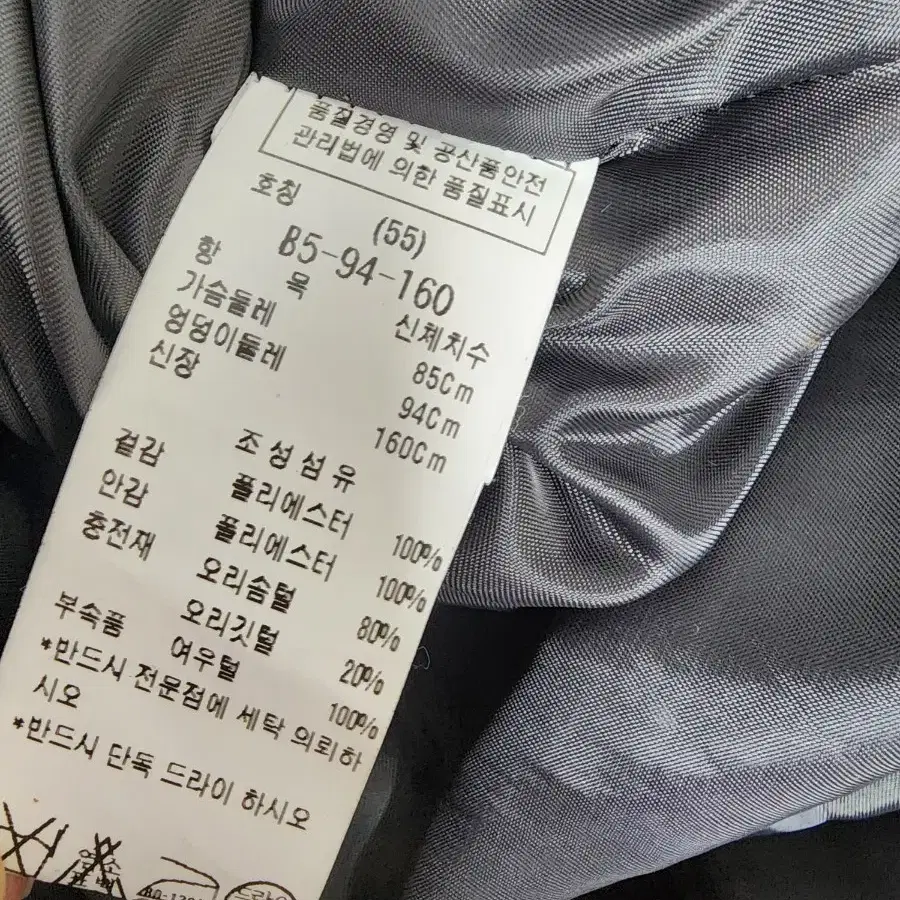 품질경영 및 공산품안전
관리법에 의한 품질표시
호칭
(55)
85-94-160
항 목 신체치수
가슴둘레 85Cm
엉덩이둘레 94Cm
신장 160Cm
조성섬유
겉감 폴리에스터 100%
안감 폴리에스터 100%
충전재 오리솜털 80%
오리깃털 20%
부속품 여우털 100%
*반드시 전문점에 세탁 의뢰하
시오
*반드시 단독 드라이 하시오